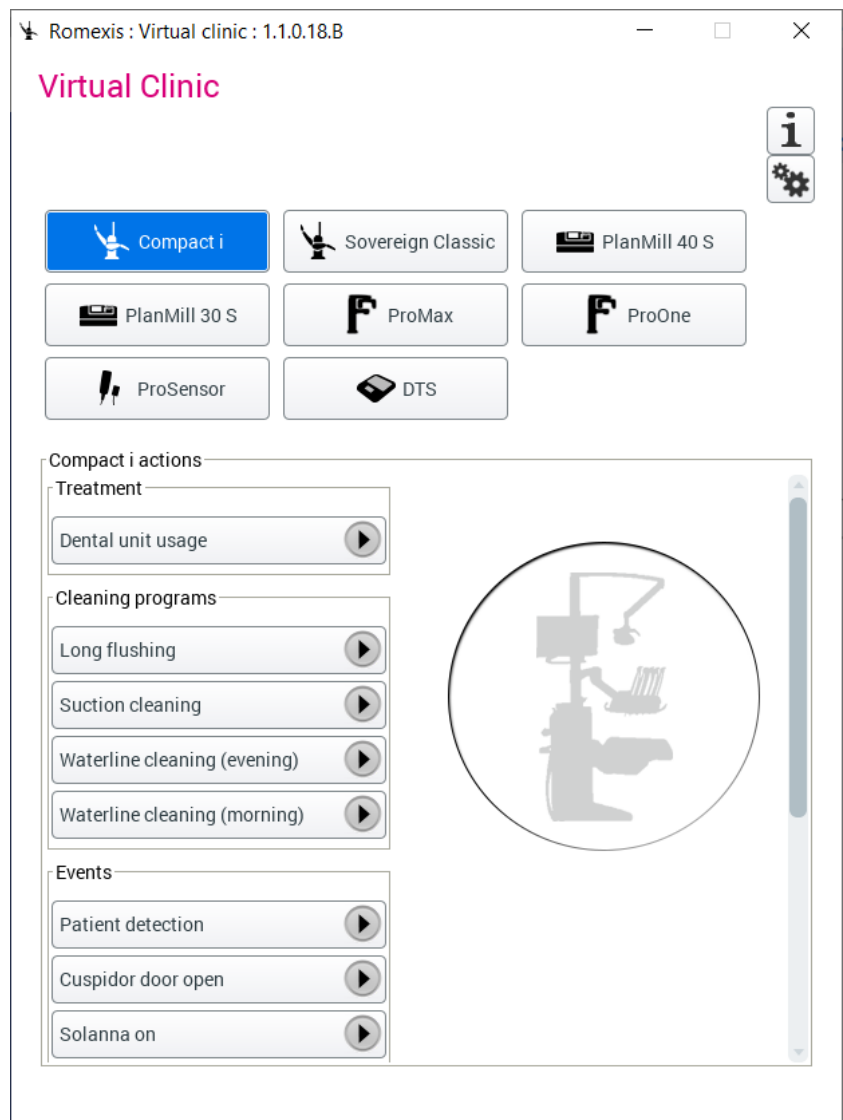 Romexis : Virtual clinic : 1.1.0.18.B
Virtual Clinic
Compact i
Sovereign Classic
PlanMill 40 S
PlanMill 30 S
ProMax
ProOne
ProSensor
DTS
Compact i actions
Treatment
Dental unit usage
Cleaning programs
Long flushing
Suction cleaning
Waterline cleaning (evening)
Waterline cleaning (morning)
Events
Patient detection
Cuspidor door open
Solanna on